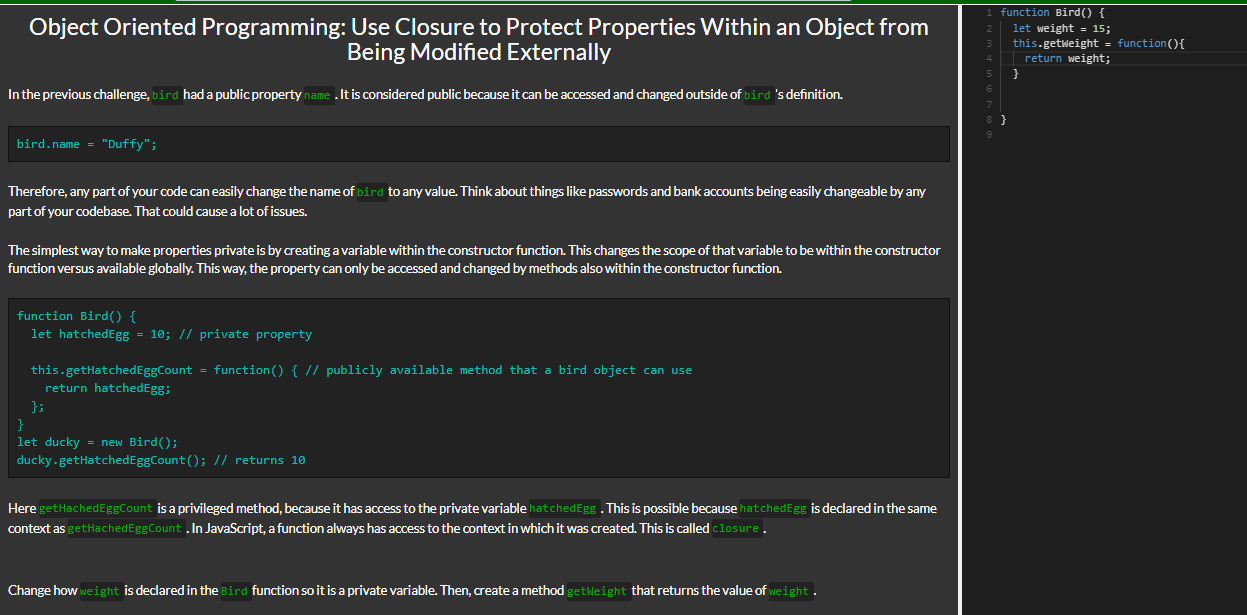 Object Oriented Programming: Use Closure to Protect Properties Within an Object from
Being Modified Externally
In the previous challenge, bird had a public property name . It is considered public because it can be accessed and changed outside of bird 's definition.
bird.name = "Duffy";
Therefore, any part of your code can easily change the name of bird to any value. Think about things like passwords and bank accounts being easily changeable by any
part of your codebase. That could cause a lot of issues.
The simplest way to make properties private is by creating a variable within the constructor function. This changes the scope of that variable to be within the constructor
function versus available globally. This way, the property can only be accessed and changed by methods also within the constructor function.
function Bird() {
  let hatchedEgg = 10; // private property
  this.getHatchedEggCount = function() { // publicly available method that a bird object can use
    return hatchedEgg;
  };
}
let ducky = new Bird();
ducky.getHatchedEggCount(); // returns 10
Here getHachedEggCount is a privileged method, because it has access to the private variable hatchedEgg . This is possible because hatchedEgg is declared in the same
context as getHachedEggCount . In JavaScript, a function always has access to the context in which it was created. This is called closure .
Change how weight is declared in the Bird function so it is a private variable. Then, create a method getWeight that returns the value of weight .
1 function Bird() {
2   let weight = 15;
3   this.getWeight = function(){
4     return weight;
5   }
6
7
8 }
9